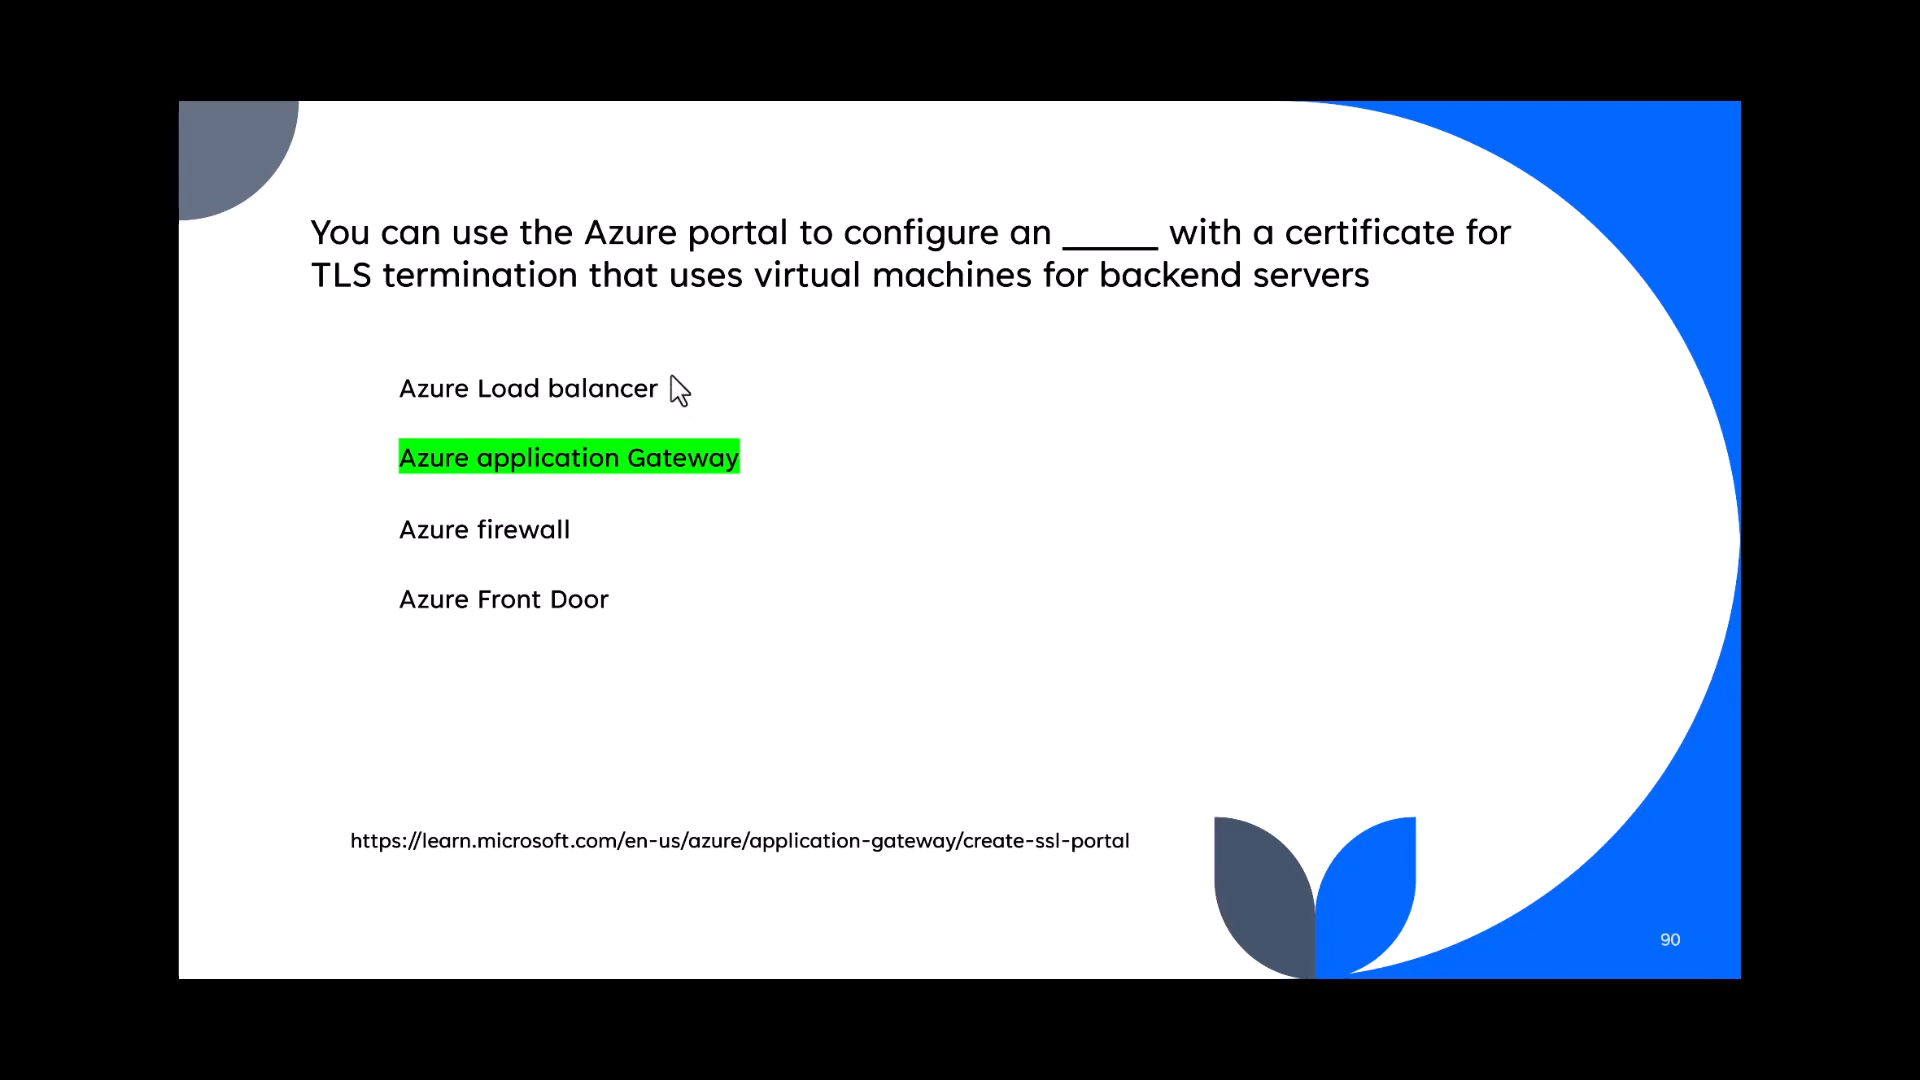 You can use the Azure portal to configure an _____ with a certificate for
TLS termination that uses virtual machines for backend servers
Azure Load balancer
Azure application Gateway
Azure firewall
Azure Front Door
https://learn.microsoft.com/en-us/azure/application-gateway/create-ssl-portal
90